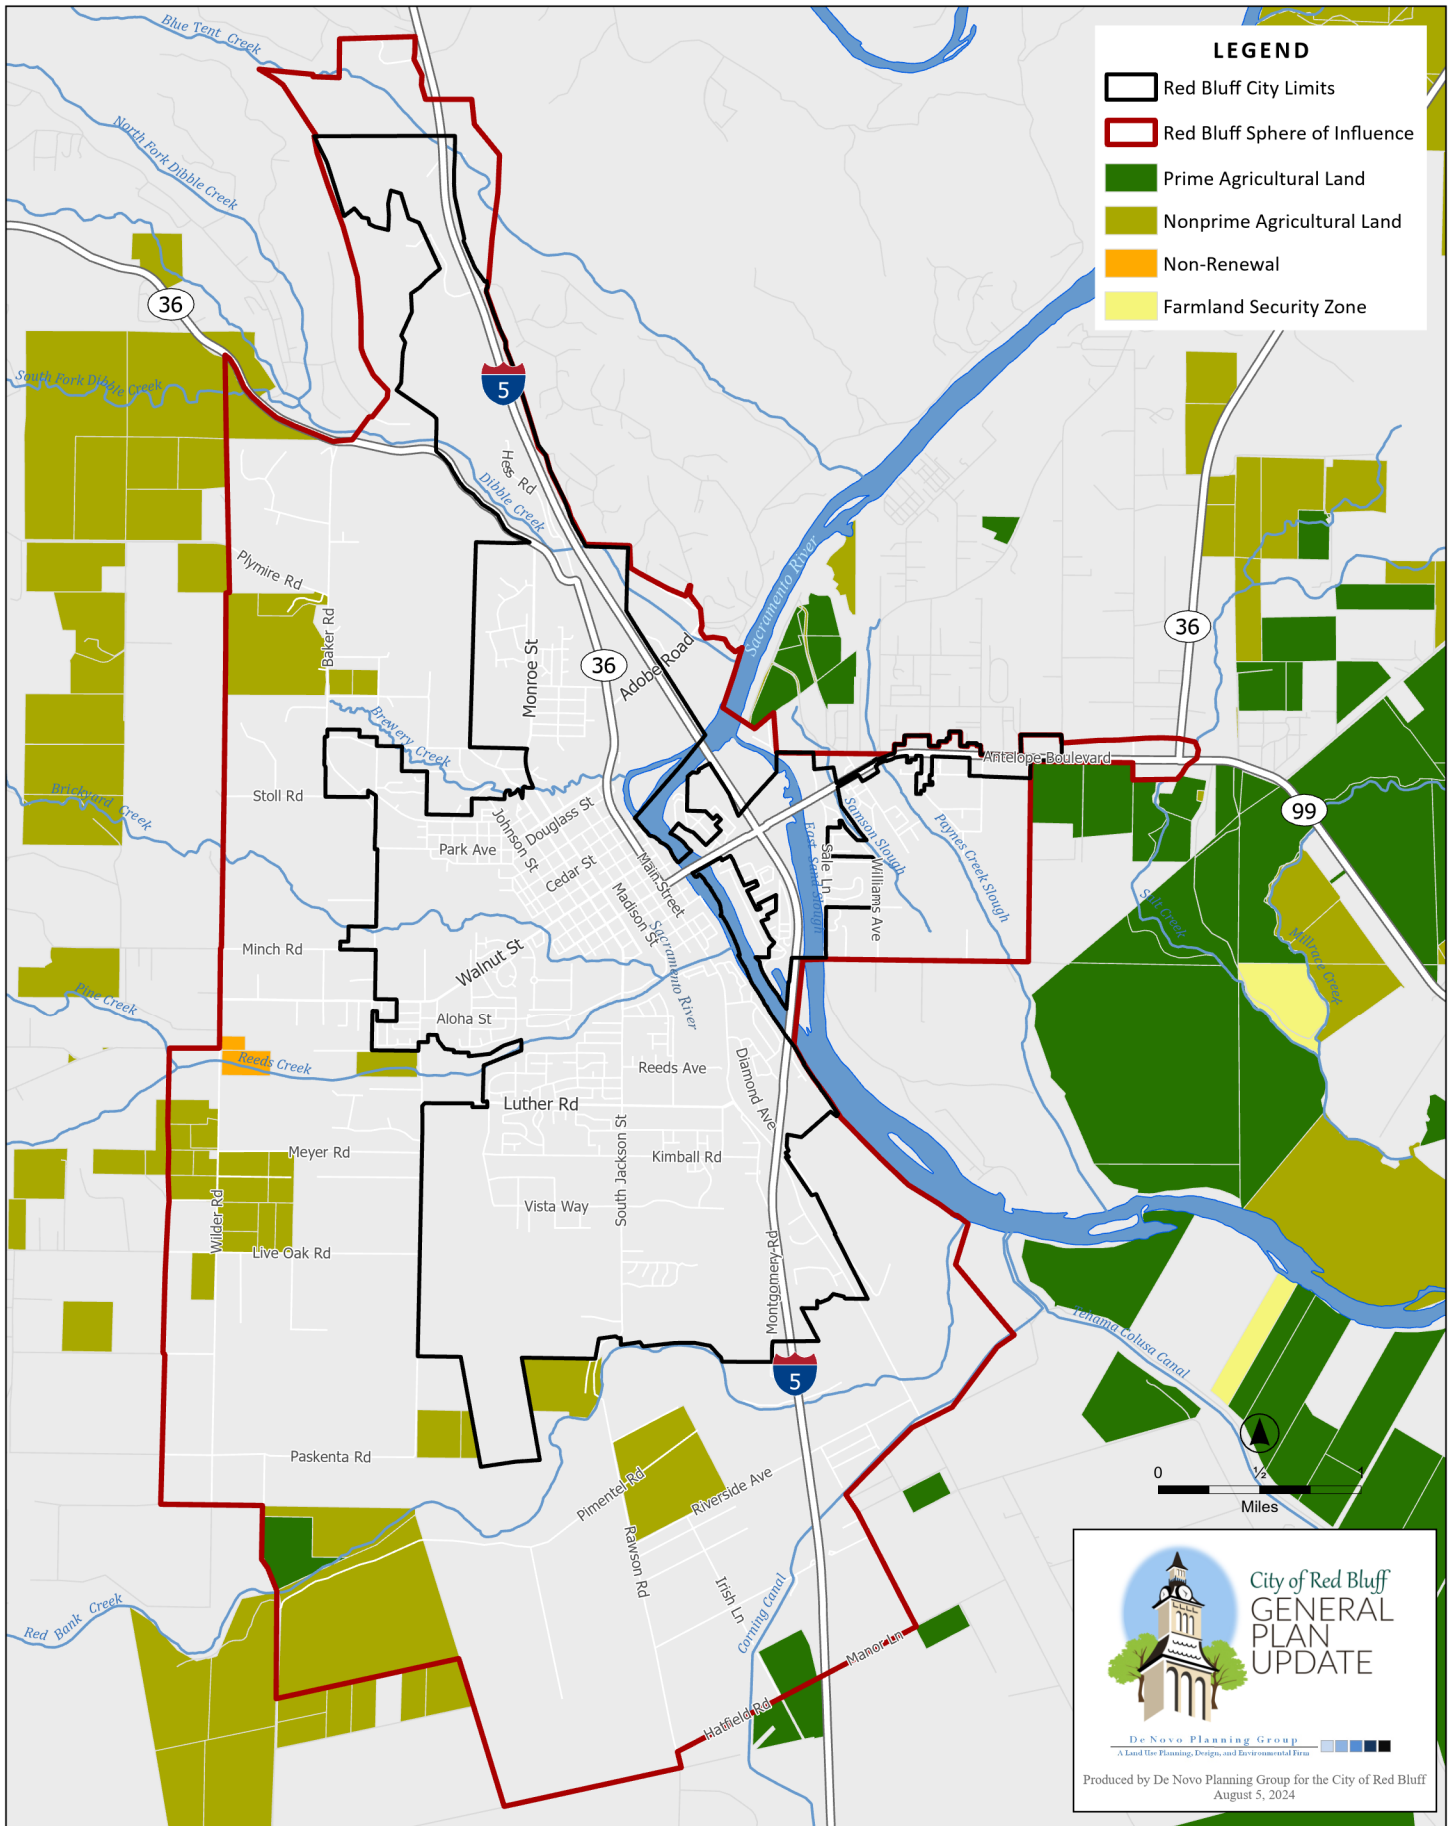 Blue Tent Creek
North Fork Dibble Creek
LEGEND
Red Bluff City Limits
Red Bluff Sphere of Influence
Prime Agricultural Land
Nonprime Agricultural Land
Non-Renewal
Farmland Security Zone
36
5
South Fork Dibble Creek
Hess Rd
Dibble Creek
Sacramento River
Plymire Rd
Baker Rd
Monroe St
36
Adobe Road
36
Brewery Creek
Antelope Boulevard
Stoll Rd
Brickyard Creek
99
Johnson St
Douglass St
Park Ave
Cedar St
Main Street
Madison St
Samson Slough
East Sand Slough
Sale Ln
Williams Ave
Paynes Creek Slough
Salt Creek
Millrace Creek
Minch Rd
Walnut St
Sacramento River
Pine Creek
Aloha St
Reeds Creek
Reeds Ave
Diamond Ave
Luther Rd
South Jackson St
Meyer Rd
Kimball Rd
Wilder Rd
Vista Way
Live Oak Rd
Montgomery Rd
Tehama Colusa Canal
5
Paskenta Rd
Pimentel Rd
Riverside Ave
Rawson Rd
Irish Ln
Corning Canal
Red Bank Creek
Manor Ln
Hatfield Rd
0 ½ 1
Miles
City of Red Bluff
GENERAL
PLAN
UPDATE
De Novo Planning Group
A Land Use Planning, Design, and Environmental Firm
Produced by De Novo Planning Group for the City of Red Bluff
August 5, 2024